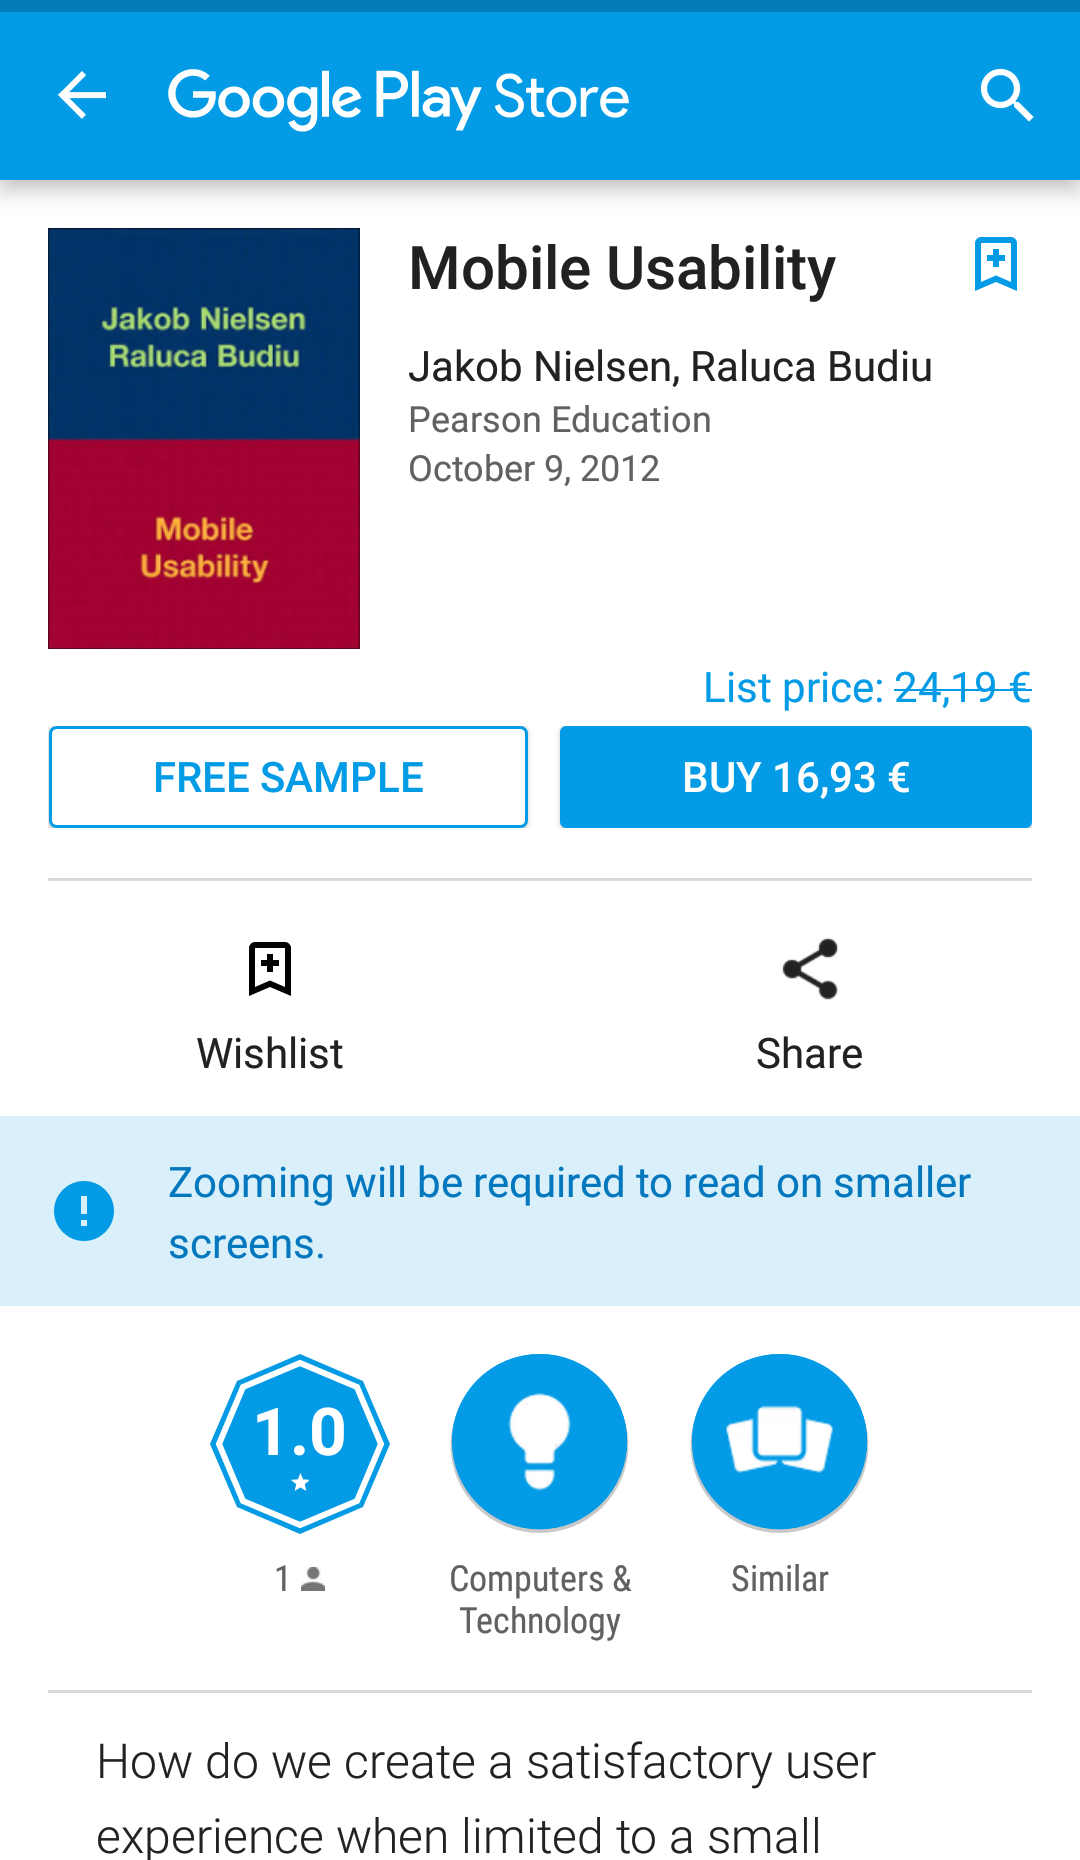 Google Play Store
Jakob Nielsen
Raluca Budiu
Mobile
Usability
Mobile Usability
Jakob Nielsen, Raluca Budiu
Pearson Education
October 9, 2012
List price: 24,19 €
FREE SAMPLE
BUY 16,93 €
Wishlist
Share
Zooming will be required to read on smaller
screens.
1.0
1
Computers &
Technology
Similar
How do we create a satisfactory user
experience when limited to a small